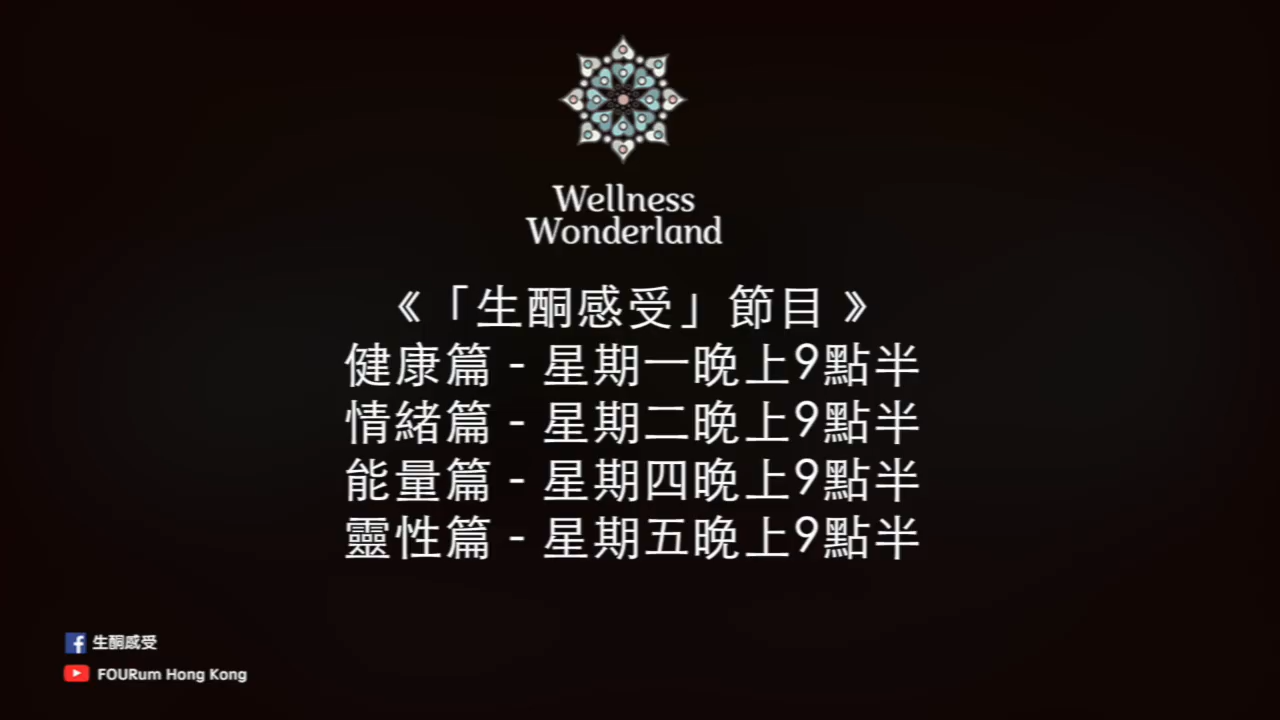 Wellness
Wonderland
《「生酮感受」節目 》
健康篇 - 星期一晚上9點半
情緒篇 - 星期二晚上9點半
能量篇 - 星期四晚上9點半
靈性篇 - 星期五晚上9點半
生酮感受
FOURum Hong Kong